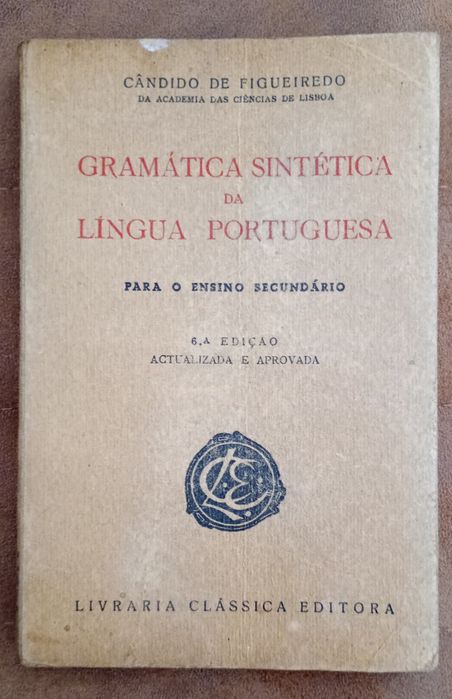 CÂNDIDO DE FIGUEIREDO
DA ACADEMIA DAS CIÊNCIAS DE LISBOA
GRAMÁTICA SINTÉTICA
DA
LÍNGUA PORTUGUESA
PARA O ENSINO SECUNDÁRIO
6.ª EDIÇÃO
ACTUALIZADA E APROVADA
LCE
LIVRARIA CLÁSSICA EDITORA